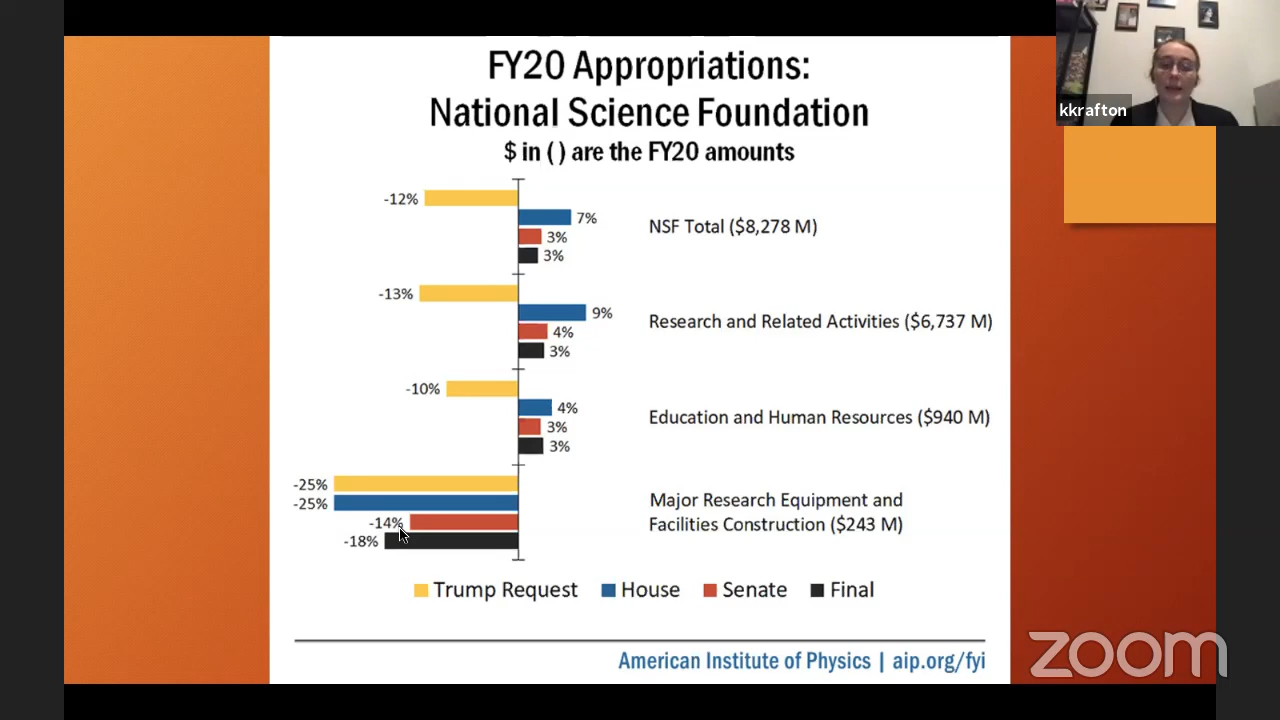 FY20 Appropriations:
National Science Foundation
$ in ( ) are the FY20 amounts
kkrafton
-12%
7%
3%
3%
NSF Total ($8,278 M)
-13%
9%
4%
3%
Research and Related Activities ($6,737 M)
-10%
4%
3%
3%
Education and Human Resources ($940 M)
-25%
-25%
-14%
-18%
Major Research Equipment and
Facilities Construction ($243 M)
Trump Request House Senate Final
American Institute of Physics | aip.org/fyi
zoom